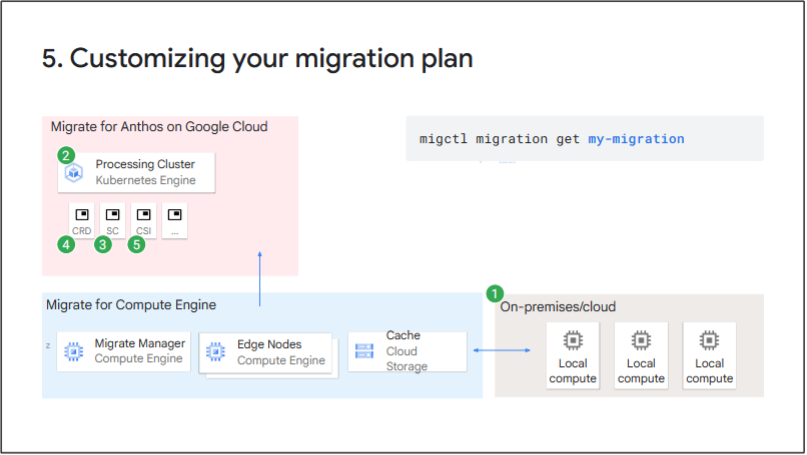 5. Customizing your migration plan
Migrate for Anthos on Google Cloud
migctl migration get my-migration
2
Processing Cluster
Kubernetes Engine
CRD
SC
CSI
...
4
3
5
Migrate for Compute Engine
1
On-premises/cloud
z
Migrate Manager
Compute Engine
Edge Nodes
Compute Engine
Cache
Cloud
Storage
Local
compute
Local
compute
Local
compute